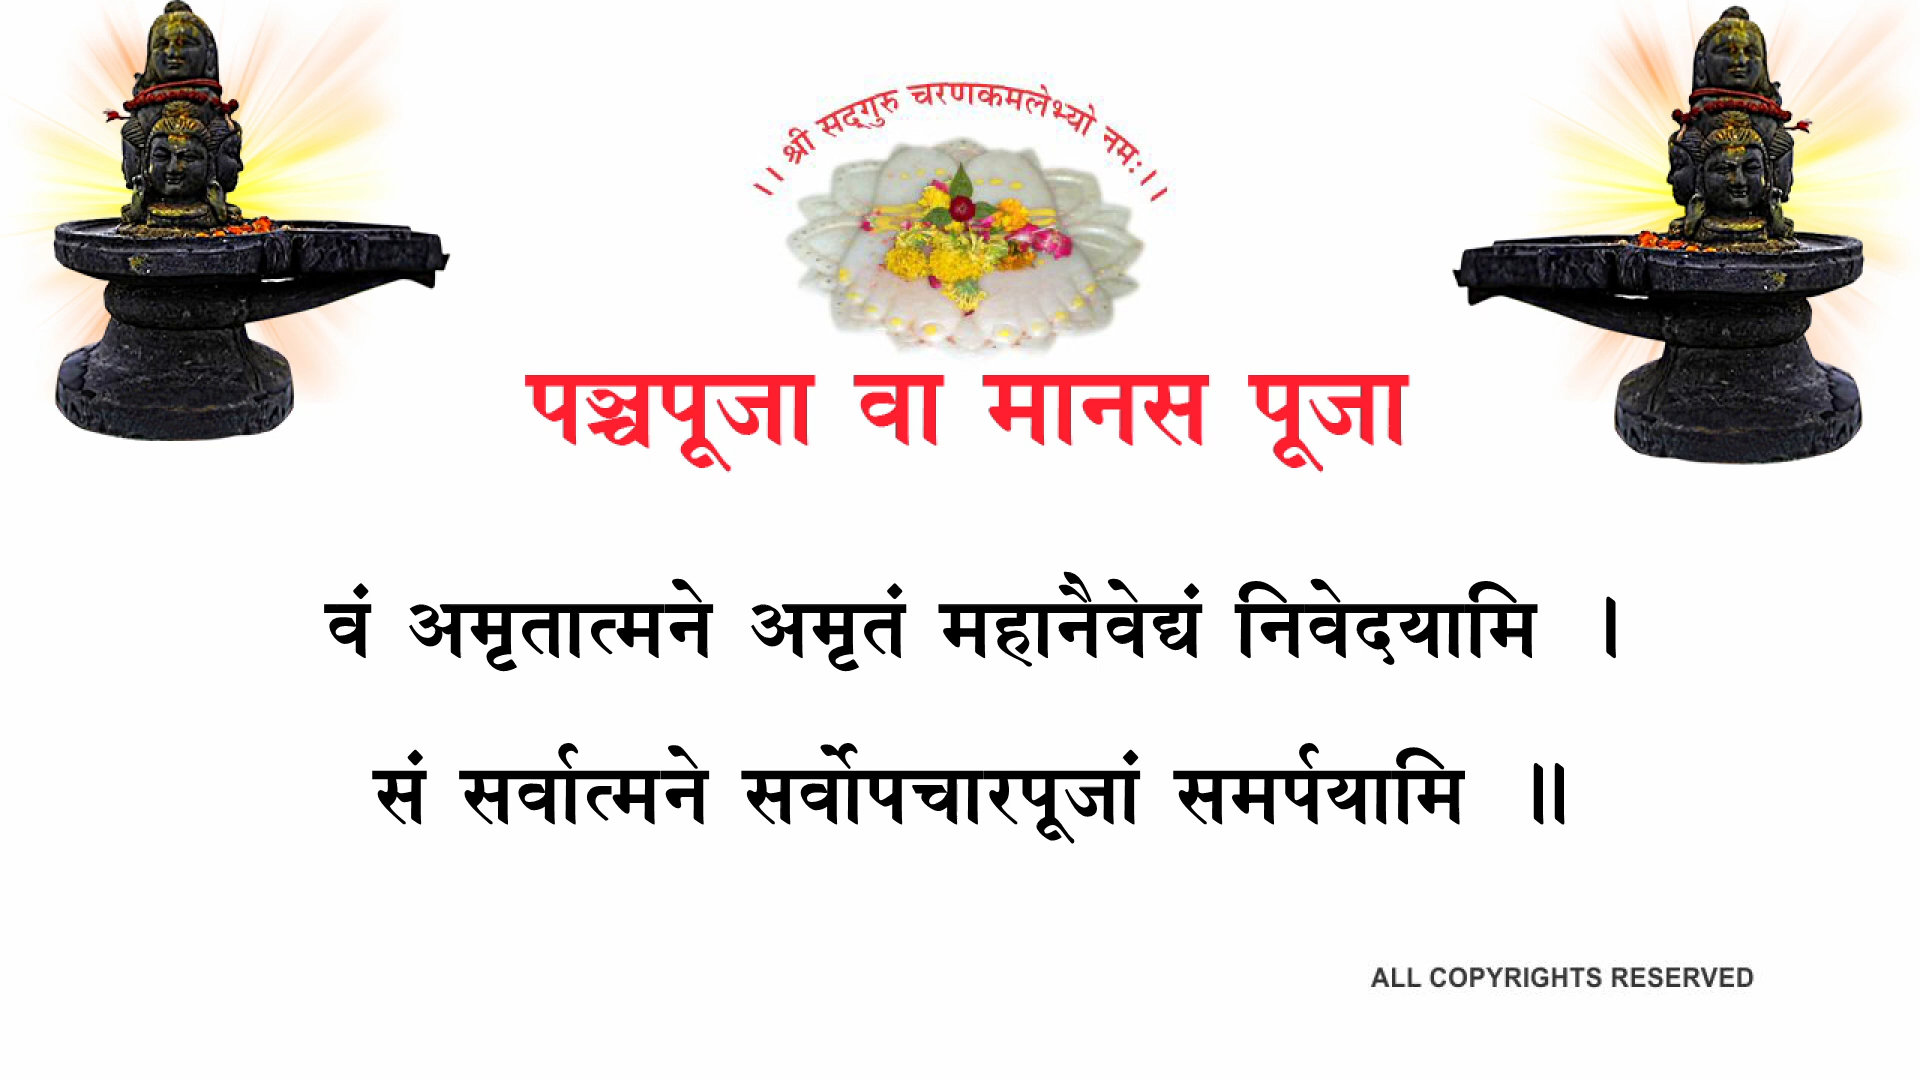 ।। श्री सद्‌गुरु चरणकमलेभ्यो नमः।।
पञ्चपूजा वा मानस पूजा
वं अमृतात्मने अमृतं महानैवेद्यं निवेदयामि ।
सं सर्वात्मने सर्वोपचारपूजां समर्पयामि ॥
ALL COPYRIGHTS RESERVED